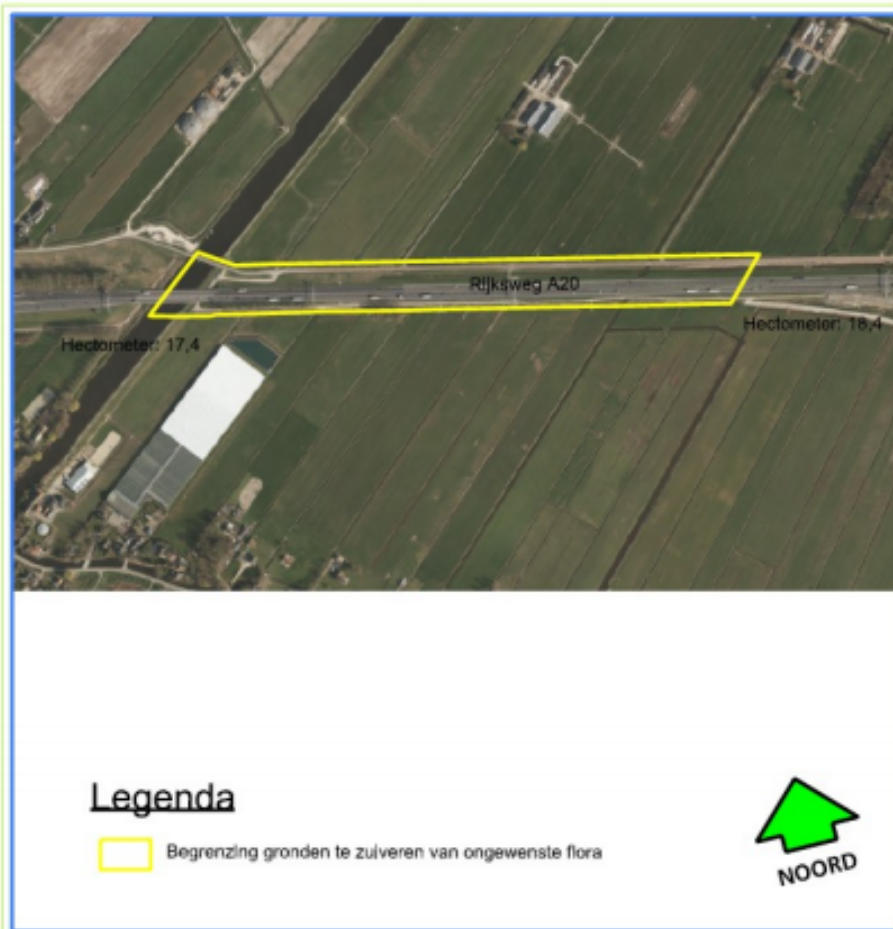 Rijksweg A20
Hectometer: 17,4
Hectometer: 18,4
Legenda
Begrenzing gronden te zuiveren van ongewenste flora
NOORD